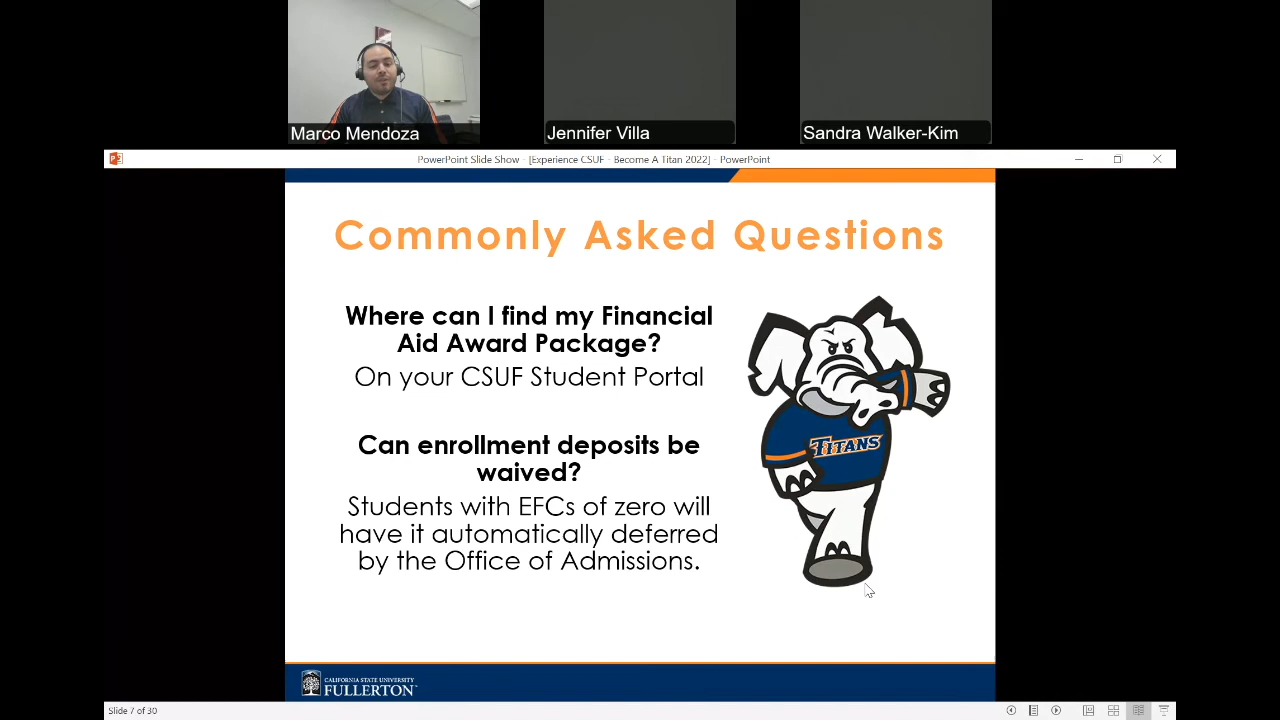 Marco Mendoza
Jennifer Villa
Sandra Walker-Kim
PowerPoint Slide Show - [Experience CSUF - Become A Titan 2022] - PowerPoint
Commonly Asked Questions
Where can I find my Financial
Aid Award Package?
On your CSUF Student Portal
Can enrollment deposits be
waived?
Students with EFCs of zero will
have it automatically deferred
by the Office of Admissions.
TITANS
CALIFORNIA STATE UNIVERSITY
FULLERTON
Slide 7 of 30